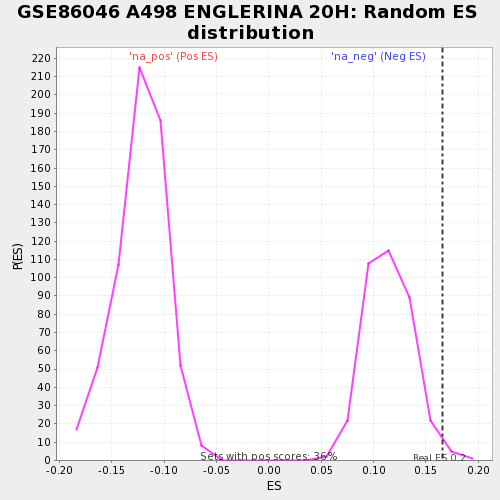 GSE86046 A498 ENGLERINA 20H: Random ES
distribution
'na_pos' (Pos ES)
'na_neg' (Neg ES)
220
210
200
190
180
170
160
150
140
130
120
110
100
90
80
70
60
50
40
30
20
10
0
P(ES)
Sets with pos scores: 36%
Real ES 0.2
-0.20 -0.15 -0.10 -0.05 0.00 0.05 0.10 0.15 0.20
ES